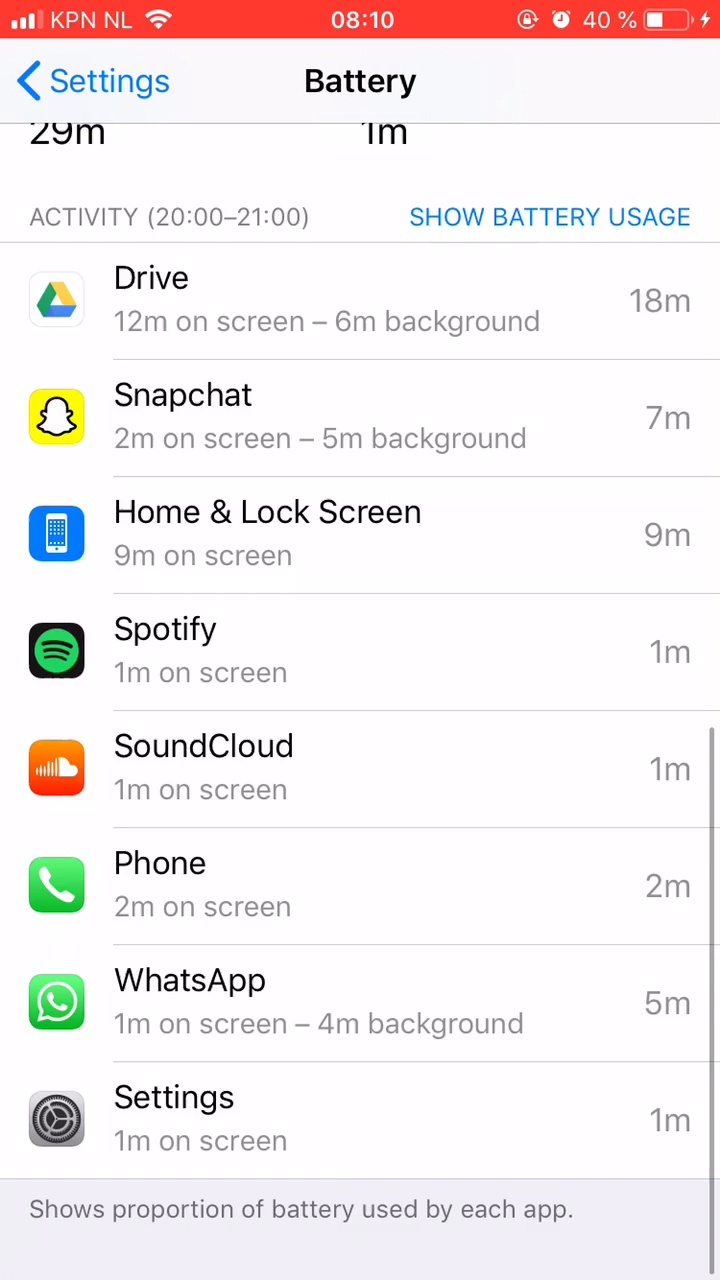 KPN NL 08:10 40 %
Settings Battery
29m 1m
ACTIVITY (20:00–21:00) SHOW BATTERY USAGE
Drive
12m on screen – 6m background 18m
Snapchat
2m on screen – 5m background 7m
Home & Lock Screen
9m on screen 9m
Spotify
1m on screen 1m
SoundCloud
1m on screen 1m
Phone
2m on screen 2m
WhatsApp
1m on screen – 4m background 5m
Settings
1m on screen 1m
Shows proportion of battery used by each app.